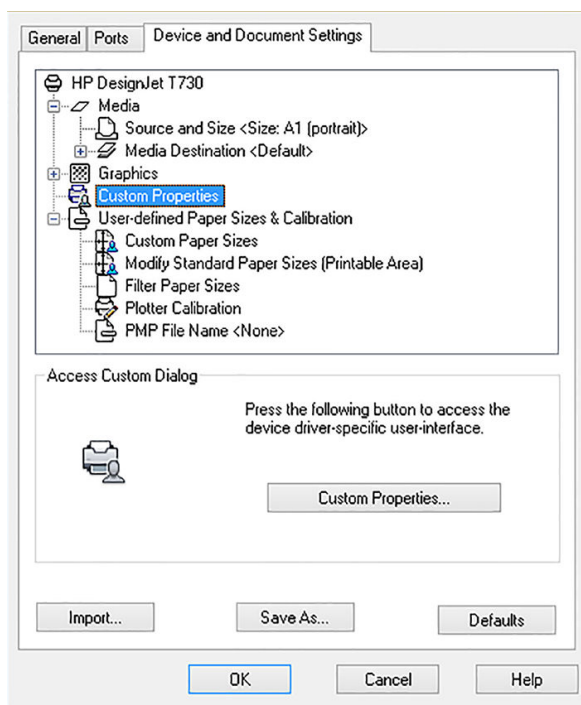 General Ports Device and Document Settings
HP DesignJet T730
Media
Source and Size <Size: A1 (portrait)>
Media Destination <Default>
Graphics
Custom Properties
User-defined Paper Sizes & Calibration
Custom Paper Sizes
Modify Standard Paper Sizes (Printable Area)
Filter Paper Sizes
Plotter Calibration
PMP File Name <None>
Access Custom Dialog
Press the following button to access the
device driver-specific user-interface.
Custom Properties...
Import... Save As... Defaults
OK Cancel Help